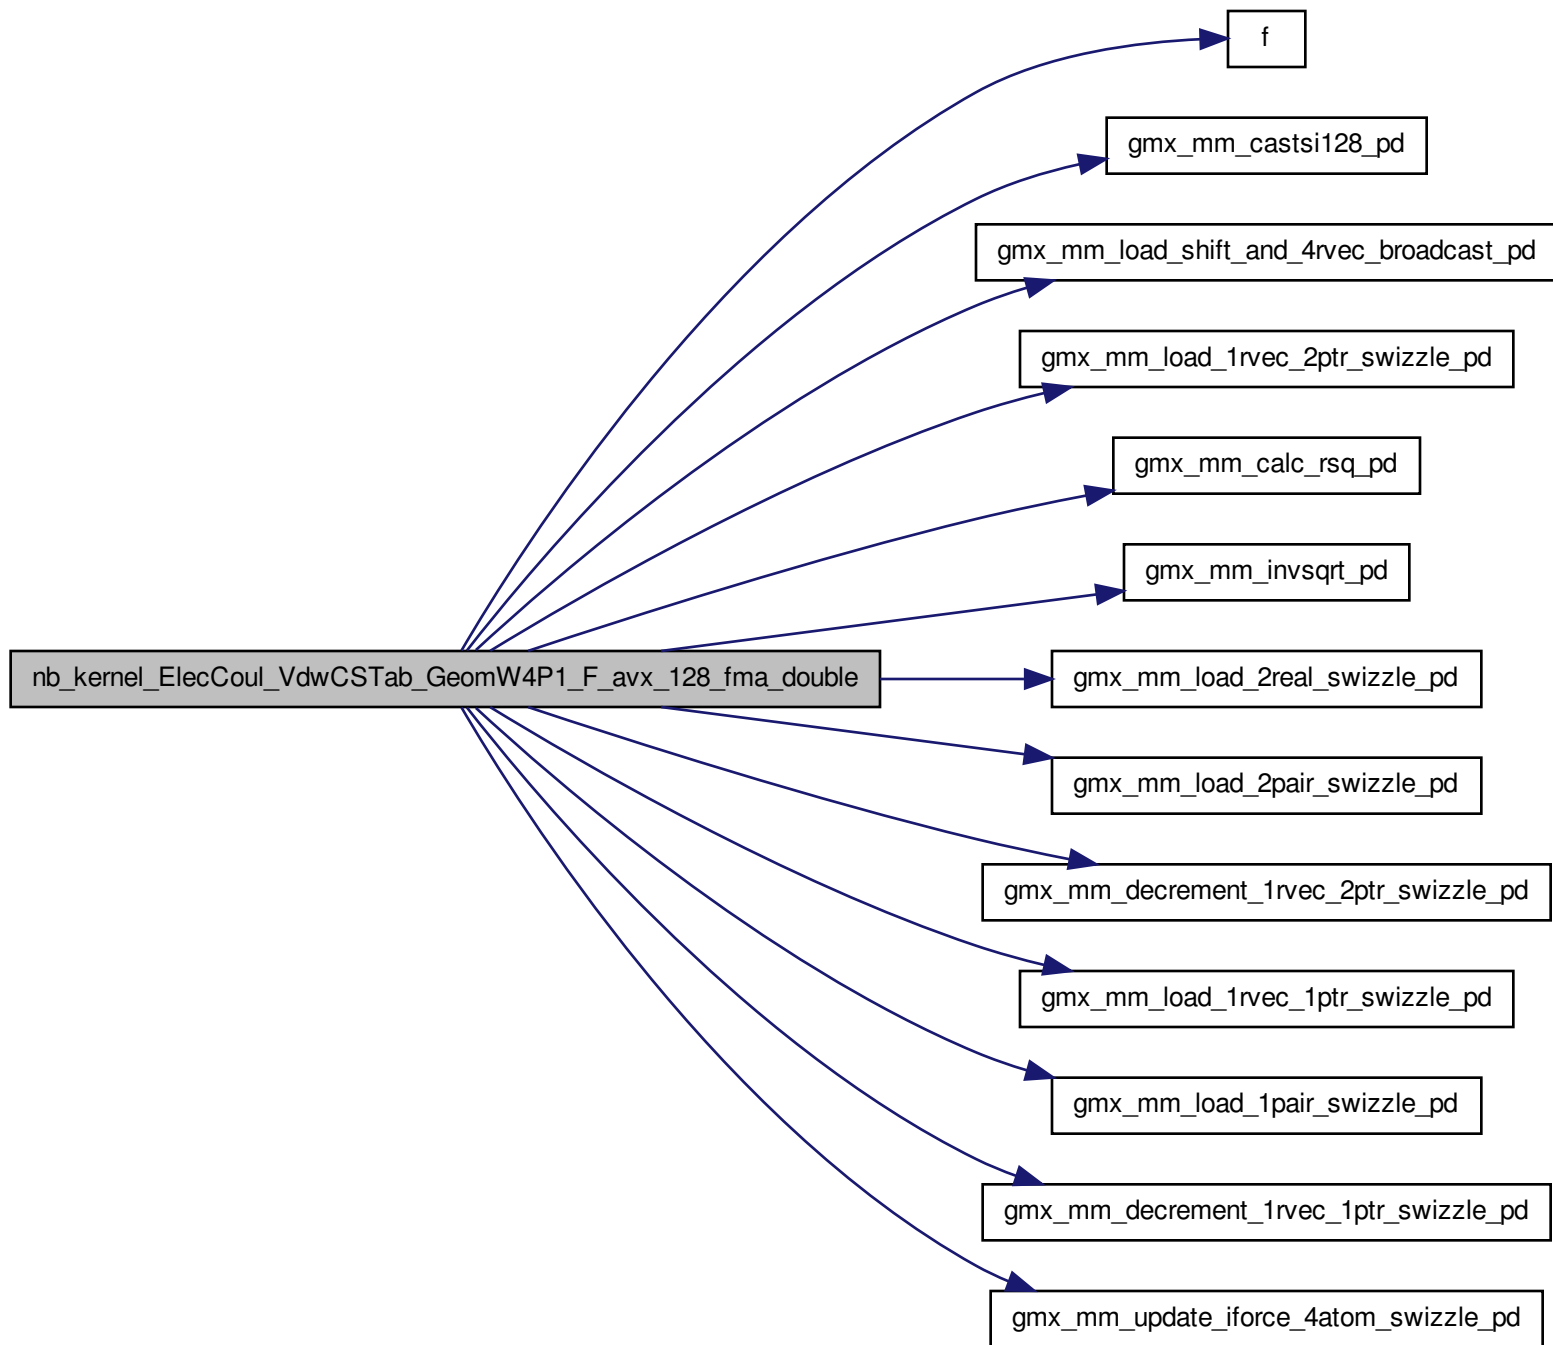 f
gmx_mm_castsi128_pd
gmx_mm_load_shift_and_4rvec_broadcast_pd
gmx_mm_load_1rvec_2ptr_swizzle_pd
gmx_mm_calc_rsq_pd
gmx_mm_invsqrt_pd
nb_kernel_ElecCoul_VdwCSTab_GeomW4P1_F_avx_128_fma_double
gmx_mm_load_2real_swizzle_pd
gmx_mm_load_2pair_swizzle_pd
gmx_mm_decrement_1rvec_2ptr_swizzle_pd
gmx_mm_load_1rvec_1ptr_swizzle_pd
gmx_mm_load_1pair_swizzle_pd
gmx_mm_decrement_1rvec_1ptr_swizzle_pd
gmx_mm_update_iforce_4atom_swizzle_pd